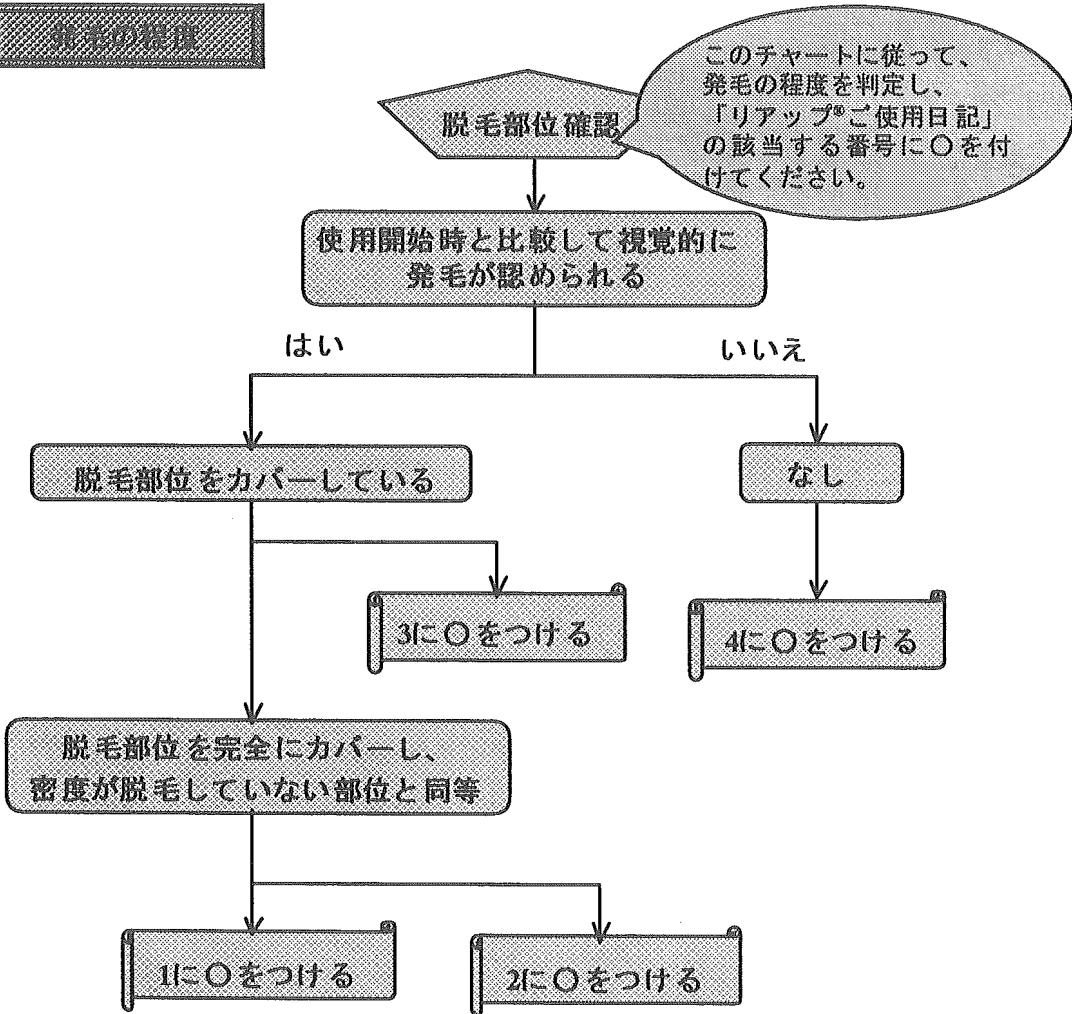 発毛の程度
このチャートに従って、
発毛の程度を判定し、
「リアップ®ご使用日記」
の該当する番号に〇を付
けてください。
脱毛部位確認
使用開始時と比較して視覚的に
発毛が認められる
はい
いいえ
脱毛部位をカバーしている
なし
3に〇をつける
4に〇をつける
脱毛部位を完全にカバーし、
密度が脱毛していない部位と同等
1に〇をつける
2に〇をつける